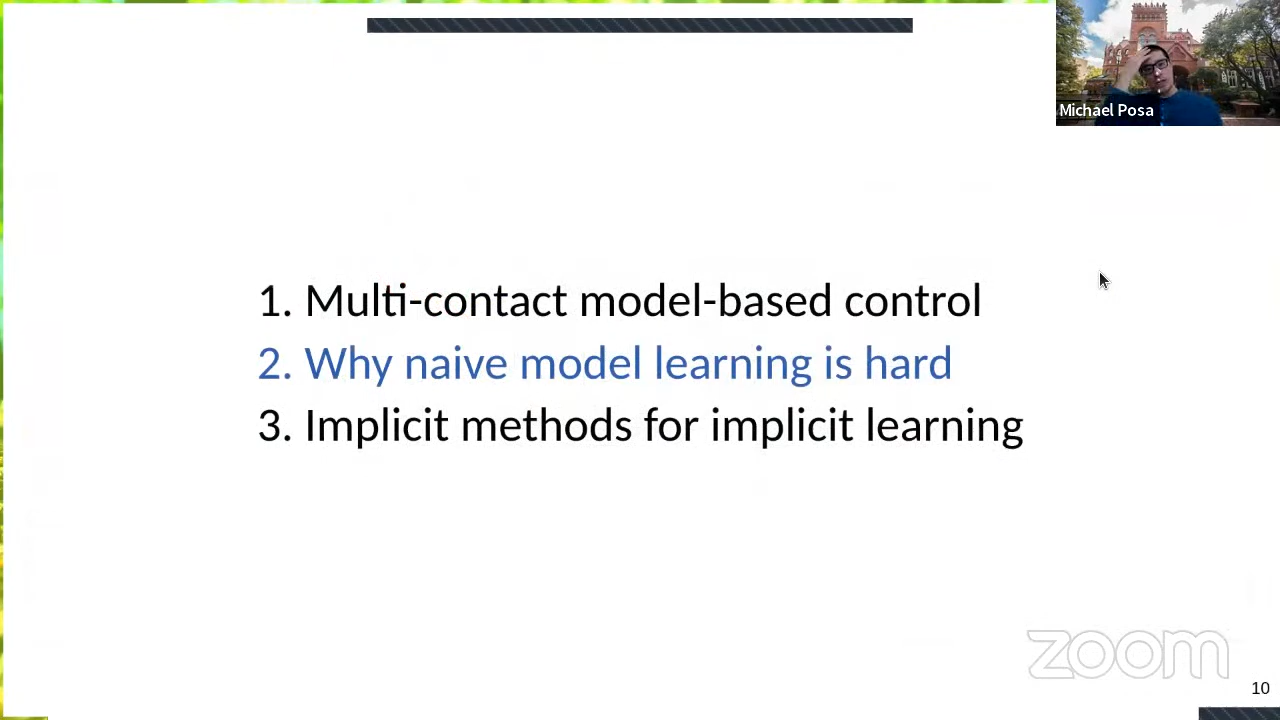 Michael Posa
1. Multi-contact model-based control
2. Why naive model learning is hard
3. Implicit methods for implicit learning
zoom
10